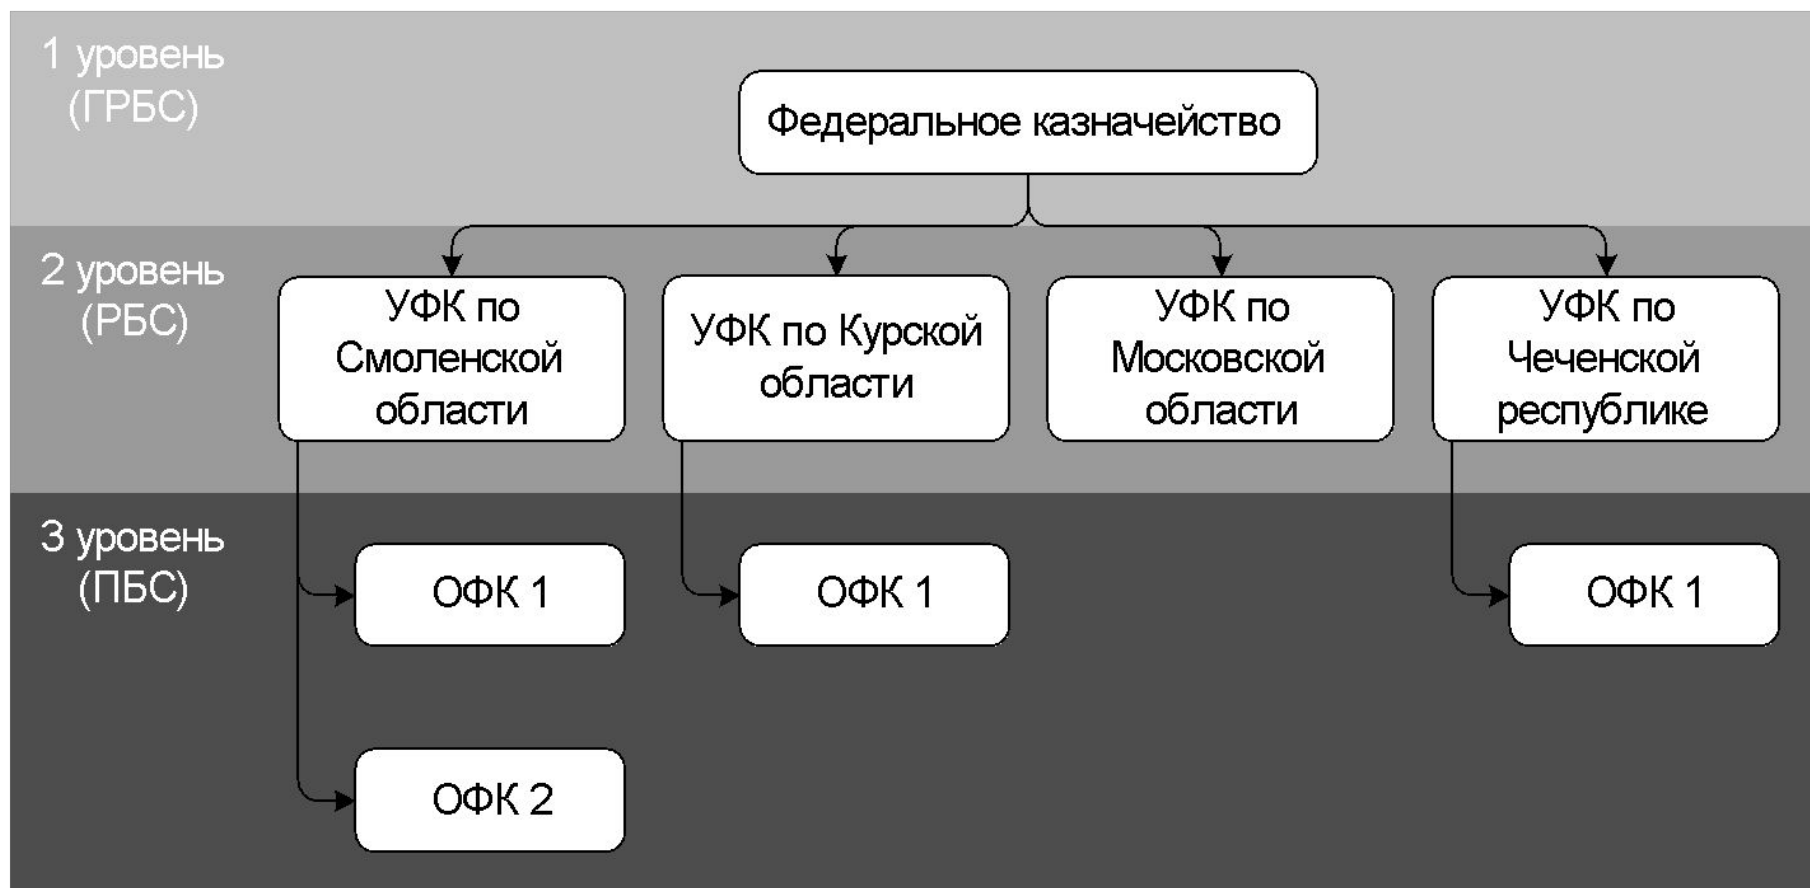 1 уровень
(ГРБС)
Федеральное казначейство
2 уровень
(РБС)
УФК по
Смоленской
области
УФК по Курской
области
УФК по
Московской
области
УФК по
Чеченской
республике
3 уровень
(ПБС)
ОФК 1
ОФК 1
ОФК 1
ОФК 2